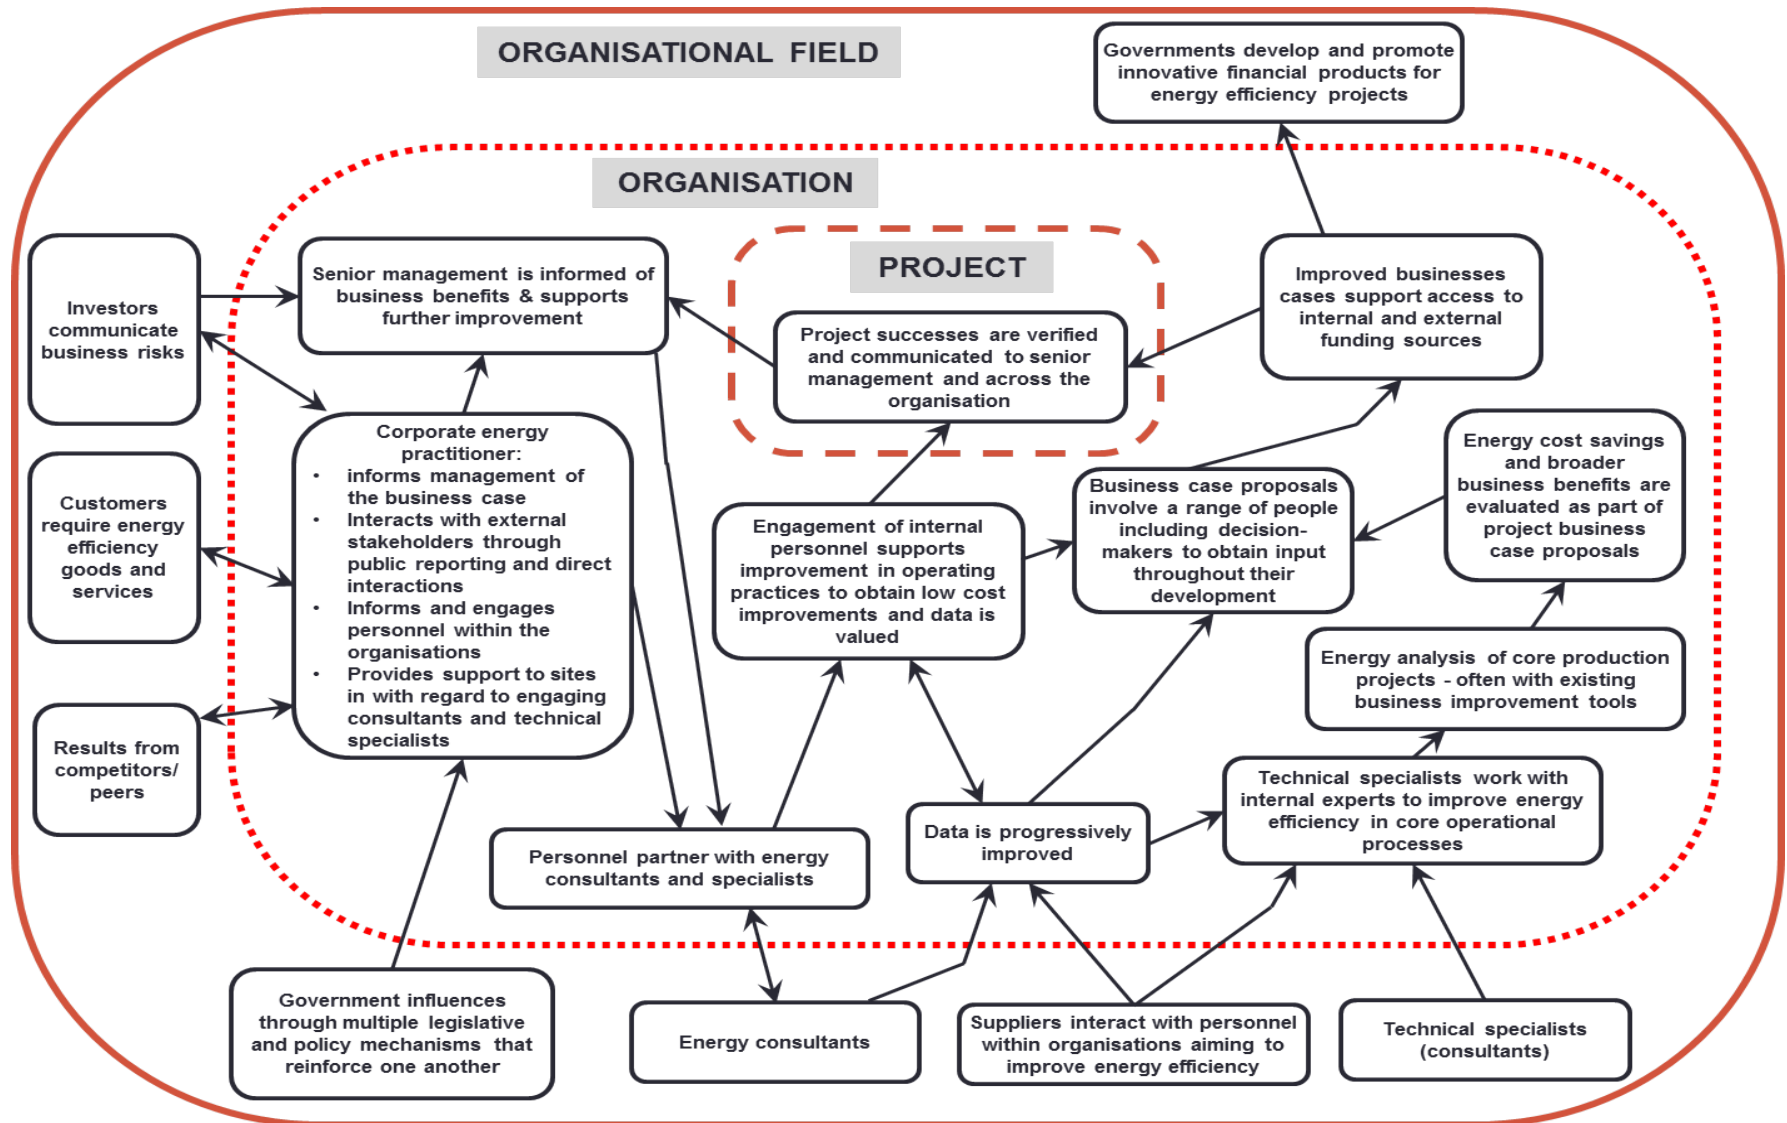 ORGANISATIONAL FIELD
Governments develop and promote
innovative financial products for
energy efficiency projects
ORGANISATION
PROJECT
Investors
communicate
business risks
Senior management is informed of
business benefits & supports
further improvement
Project successes are verified
and communicated to senior
management and across the
organisation
Improved businesses
cases support access to
internal and external
funding sources
Customers
require energy
efficiency
goods and
services
Corporate energy
practitioner:
• informs management of
the business case
• Interacts with external
stakeholders through
public reporting and direct
interactions
• Informs and engages
personnel within the
organisations
• Provides support to sites
in with regard to engaging
consultants and technical
specialists
Engagement of internal
personnel supports
improvement in operating
practices to obtain low cost
improvements and data is
valued
Business case proposals
involve a range of people
including decision-
makers to obtain input
throughout their
development
Energy cost savings
and broader
business benefits are
evaluated as part of
project business
case proposals
Energy analysis of core production
projects - often with existing
business improvement tools
Results from
competitors/
peers
Technical specialists work with
internal experts to improve energy
efficiency in core operational
processes
Personnel partner with energy
consultants and specialists
Data is progressively
improved
Government influences
through multiple legislative
and policy mechanisms that
reinforce one another
Energy consultants
Suppliers interact with personnel
within organisations aiming to
improve energy efficiency
Technical specialists
(consultants)